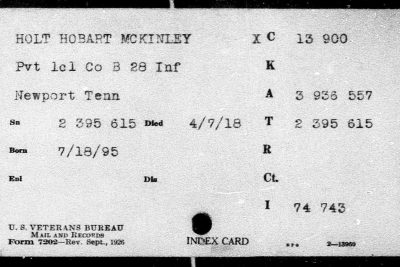 HOLT HOBART MCKINLEY X C 13 900
Pvt 1cl Co B 28 Inf K
Newport Tenn A 3 936 557
Sn 2 395 615 Died 4/7/18 T 2 395 615
Born 7/18/95 R
Enl Dis Ct.
I 74 743
U. S. VETERANS BUREAU
MAIL AND RECORDS
Form 7202—Rev. Sept., 1926 INDEX CARD 2—13960